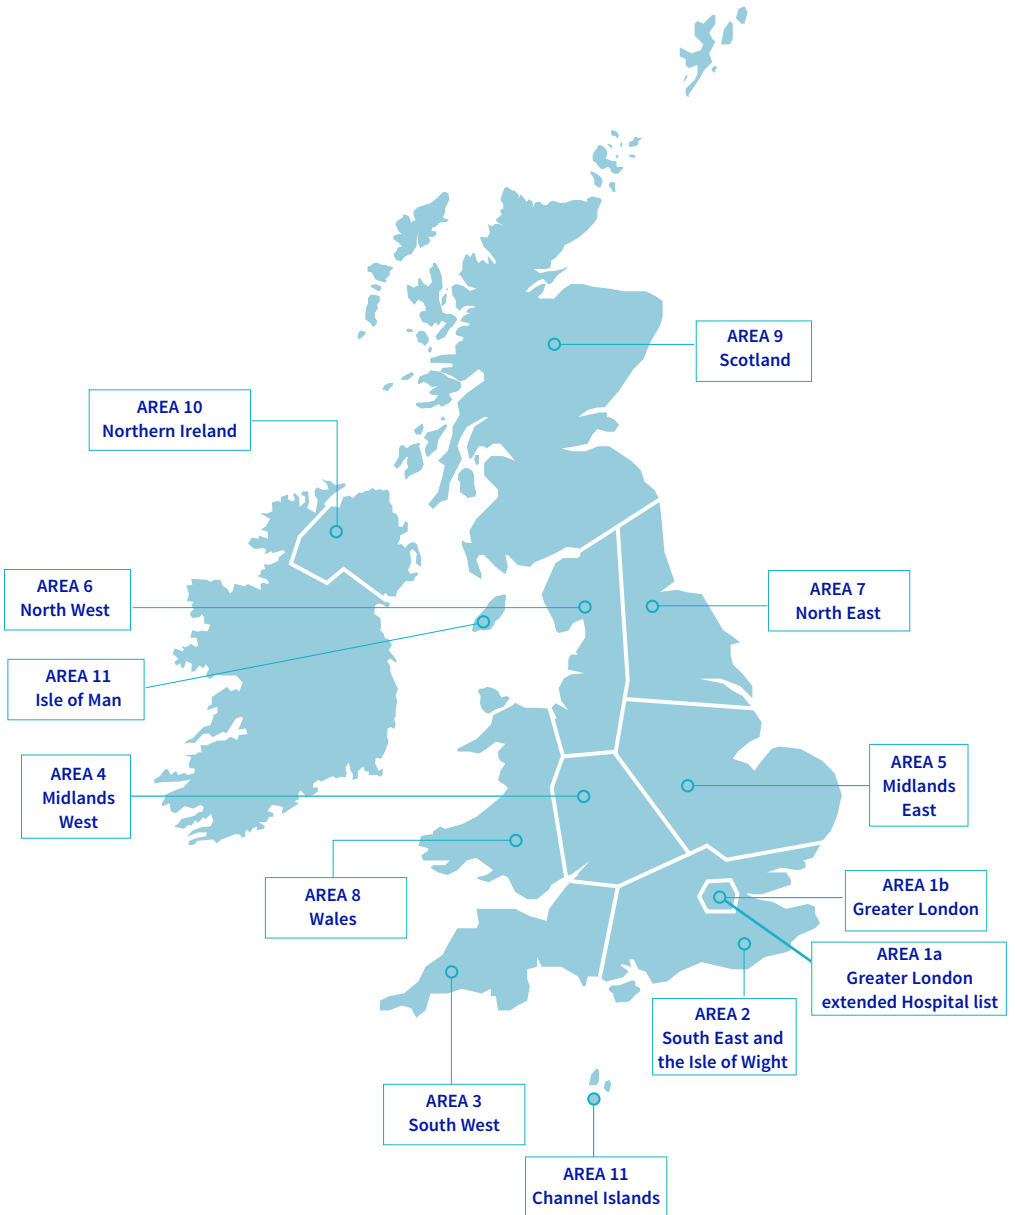 AREA 9
Scotland
AREA 10
Northern Ireland
AREA 6
North West
AREA 7
North East
AREA 11
Isle of Man
AREA 4
Midlands
West
AREA 5
Midlands
East
AREA 8
Wales
AREA 1b
Greater London
AREA 1a
Greater London
extended Hospital list
AREA 2
South East and
the Isle of Wight
AREA 3
South West
AREA 11
Channel Islands